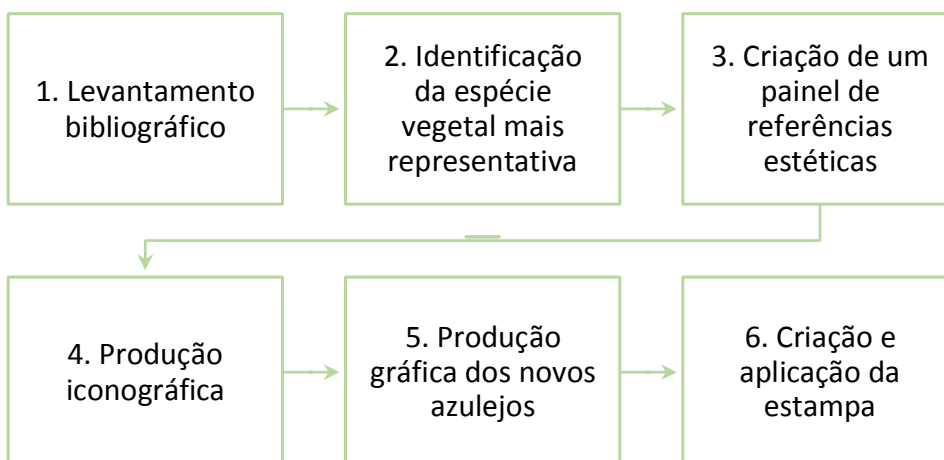 1. Levantamento
bibliográfico
2. Identificação
da espécie
vegetal mais
representativa
3. Criação de um
painel de
referências
estéticas
4. Produção
iconográfica
5. Produção
gráfica dos novos
azulejos
6. Criação e
aplicação da
estampa